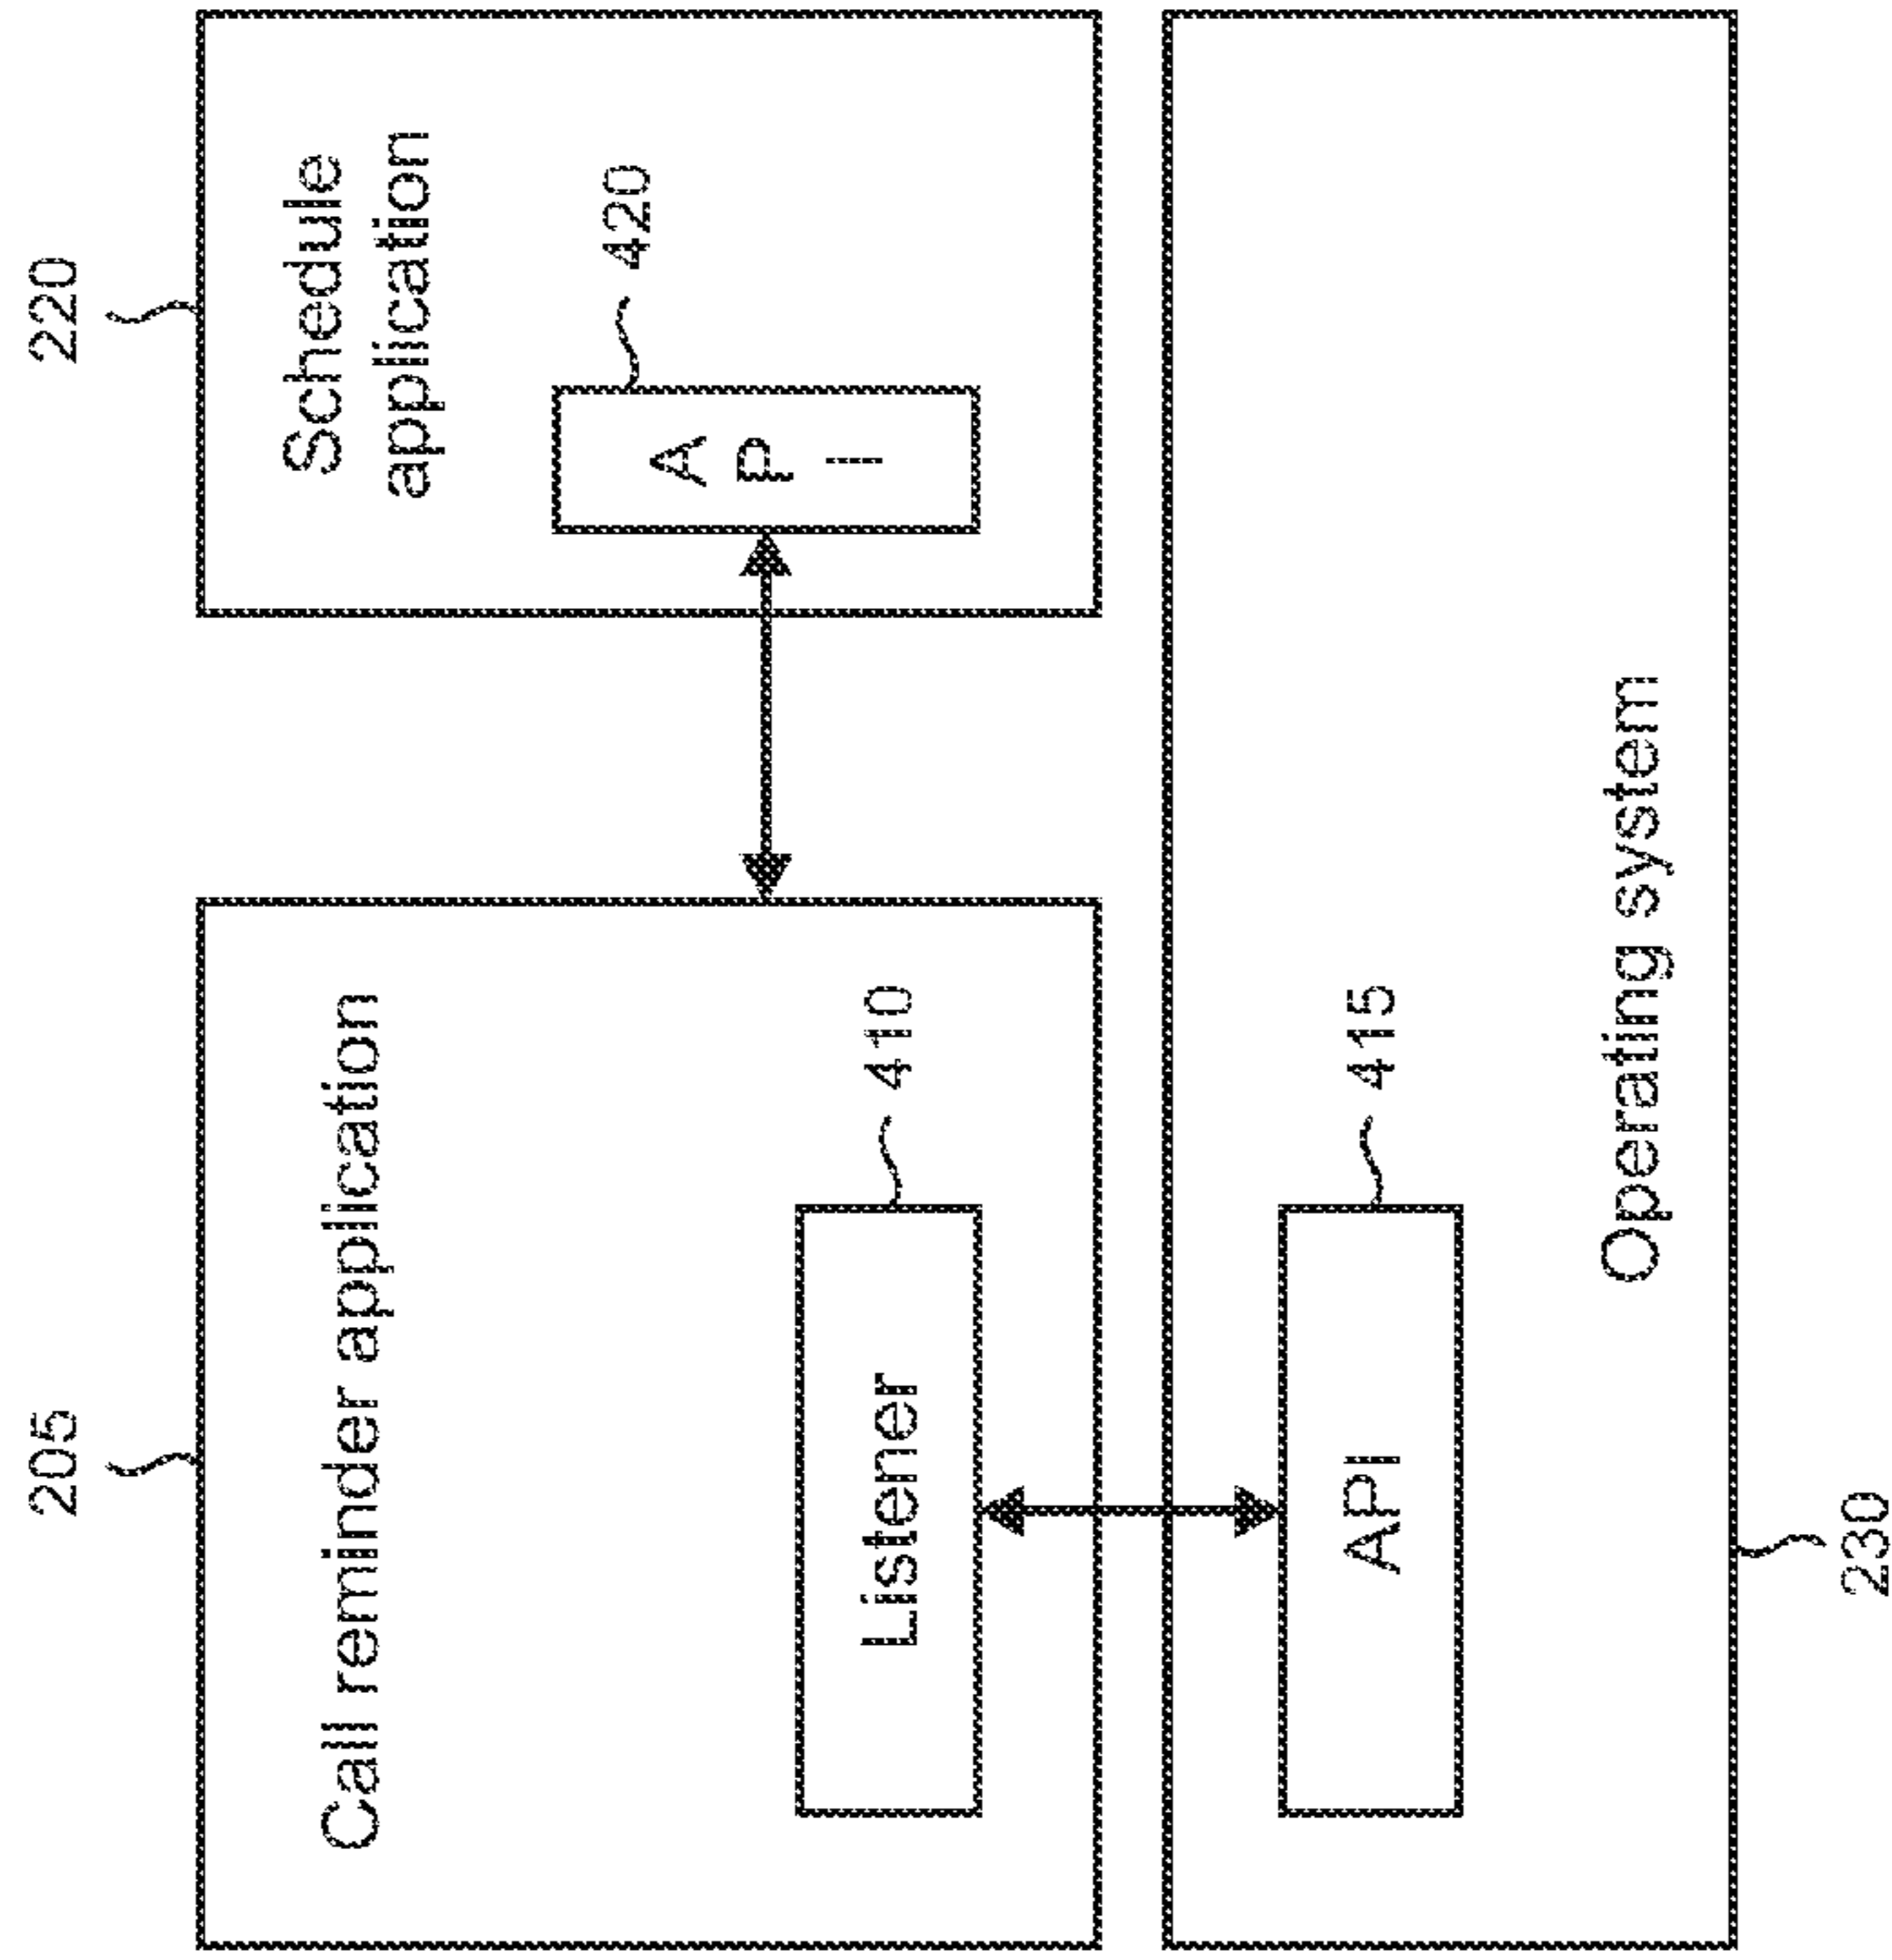 205
220
Call reminder application
Schedule
application
420
A
P
I
Listener
410
API
415
Operating system
230